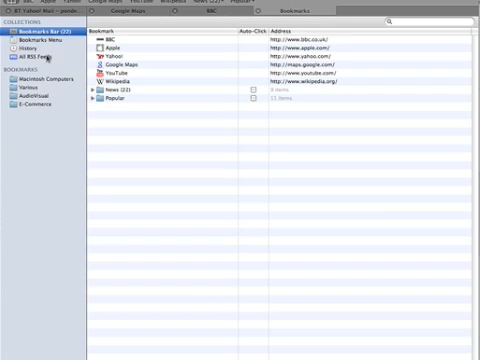 BBC Apple Yahoo! Google Maps YouTube Wikipedia News (22) Popular
BT Yahoo! Mail - ponde... Google Maps BBC Bookmarks
COLLECTIONS
Bookmarks Bar (22)
Bookmarks Menu
History
All RSS Feeds
BOOKMARKS
Macintosh Computers
Various
AudioVisual
E-Commerce
Bookmark Auto-Click Address
BBC http://www.bbc.co.uk/
Apple http://www.apple.com/
Yahoo! http://www.yahoo.com/
Google Maps http://maps.google.com/
YouTube http://www.youtube.com/
Wikipedia http://www.wikipedia.org/
News (22) 9 items
Popular 11 items